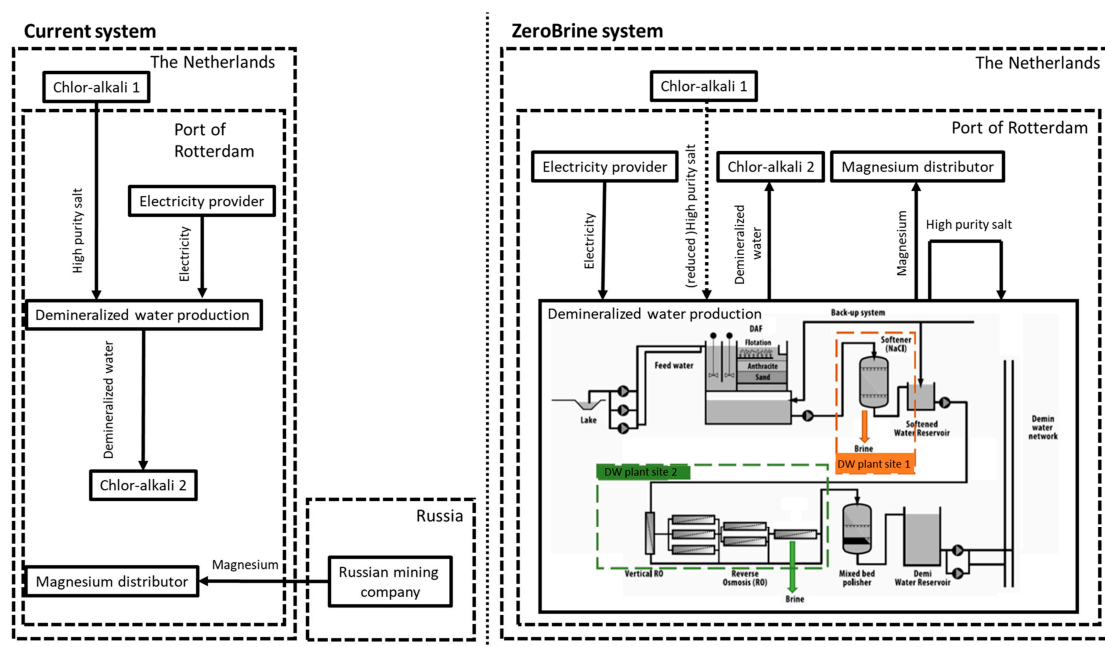 Current system
The Netherlands
Chlor-alkali 1
Port of
Rotterdam
Electricity provider
High purity salt
Electricity
Demineralized water production
Demineralized water
Chlor-alkali 2
Russia
Magnesium
Magnesium distributor
Russian mining
company
ZeroBrine system
The Netherlands
Chlor-alkali 1
Port of Rotterdam
Electricity provider
Chlor-alkali 2
Magnesium distributor
Electricity
(reduced )High purity salt
Demineralized
water
Magnesium
High purity salt
Demineralized water production
Back-up system
DAF
Flotation
Anthracite
Sand
Feed water
Lake
Softener
(NaCl)
Softened
Water Reservoir
Brine
DW plant site 1
Demin
water
network
DW plant site 2
Vertical RO
Reverse
Osmosis (RO)
Brine
Mixed bed
polisher
Demi
Water Reservoir